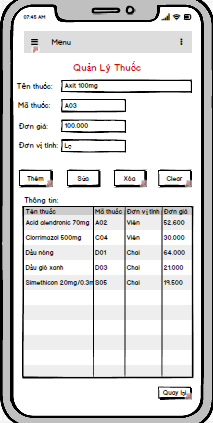 07:45 AM
Menu
Quản Lý Thuốc
Tên thuốc: Axit 100mg
Mã thuốc: A03
Đơn giá: 100.000
Đơn vị tính: Lọ
Thêm Sửa Xóa Clear
Thông tin:
Tên thuốc Mã thuốc Đơn vị tính Đơn giá
Acid alendronic 70mg A02 Viên 52.600
Clorrimazol 500mg C04 Viên 30.000
Dầu nóng D01 Chai 64.000
Dầu gió xanh D03 Chai 21.000
Simethicon 20mg/0.3m S05 Chai 19.500
Quay lại